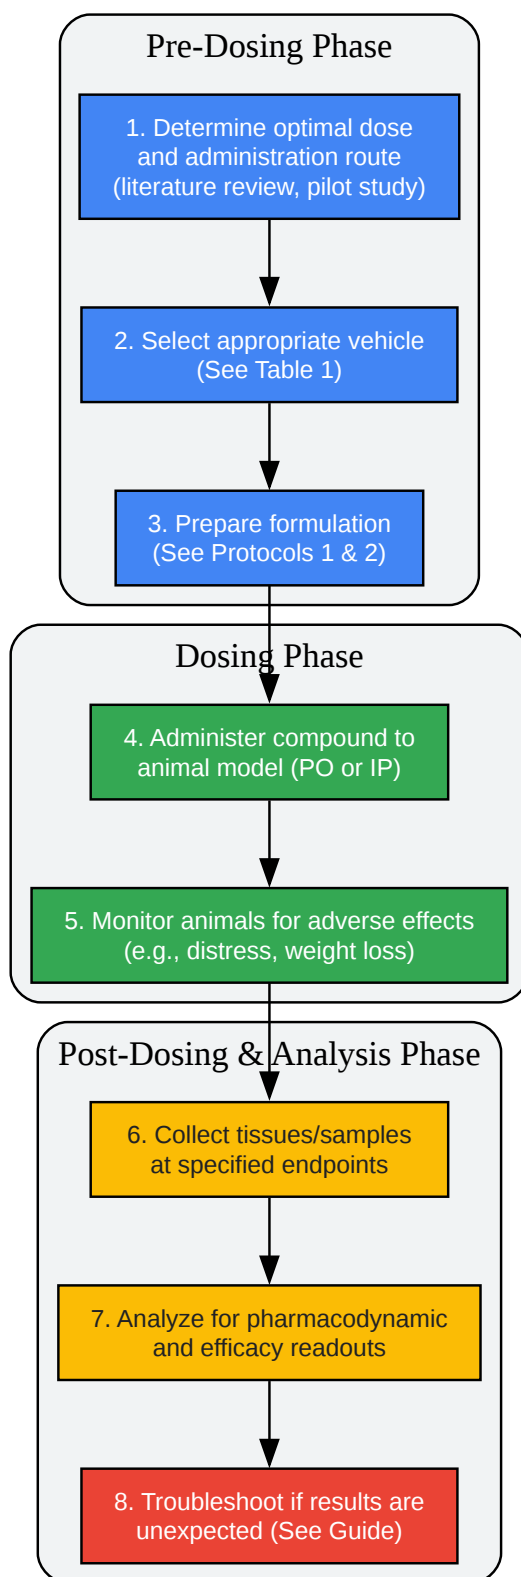 Pre-Dosing Phase
1. Determine optimal dose
and administration route
(literature review, pilot study)
2. Select appropriate vehicle
(See Table 1)
3. Prepare formulation
(See Protocols 1 & 2)
Dosing Phase
4. Administer compound to
animal model (PO or IP)
5. Monitor animals for adverse effects
(e.g., distress, weight loss)
Post-Dosing & Analysis Phase
6. Collect tissues/samples
at specified endpoints
7. Analyze for pharmacodynamic
and efficacy readouts
8. Troubleshoot if results are
unexpected (See Guide)